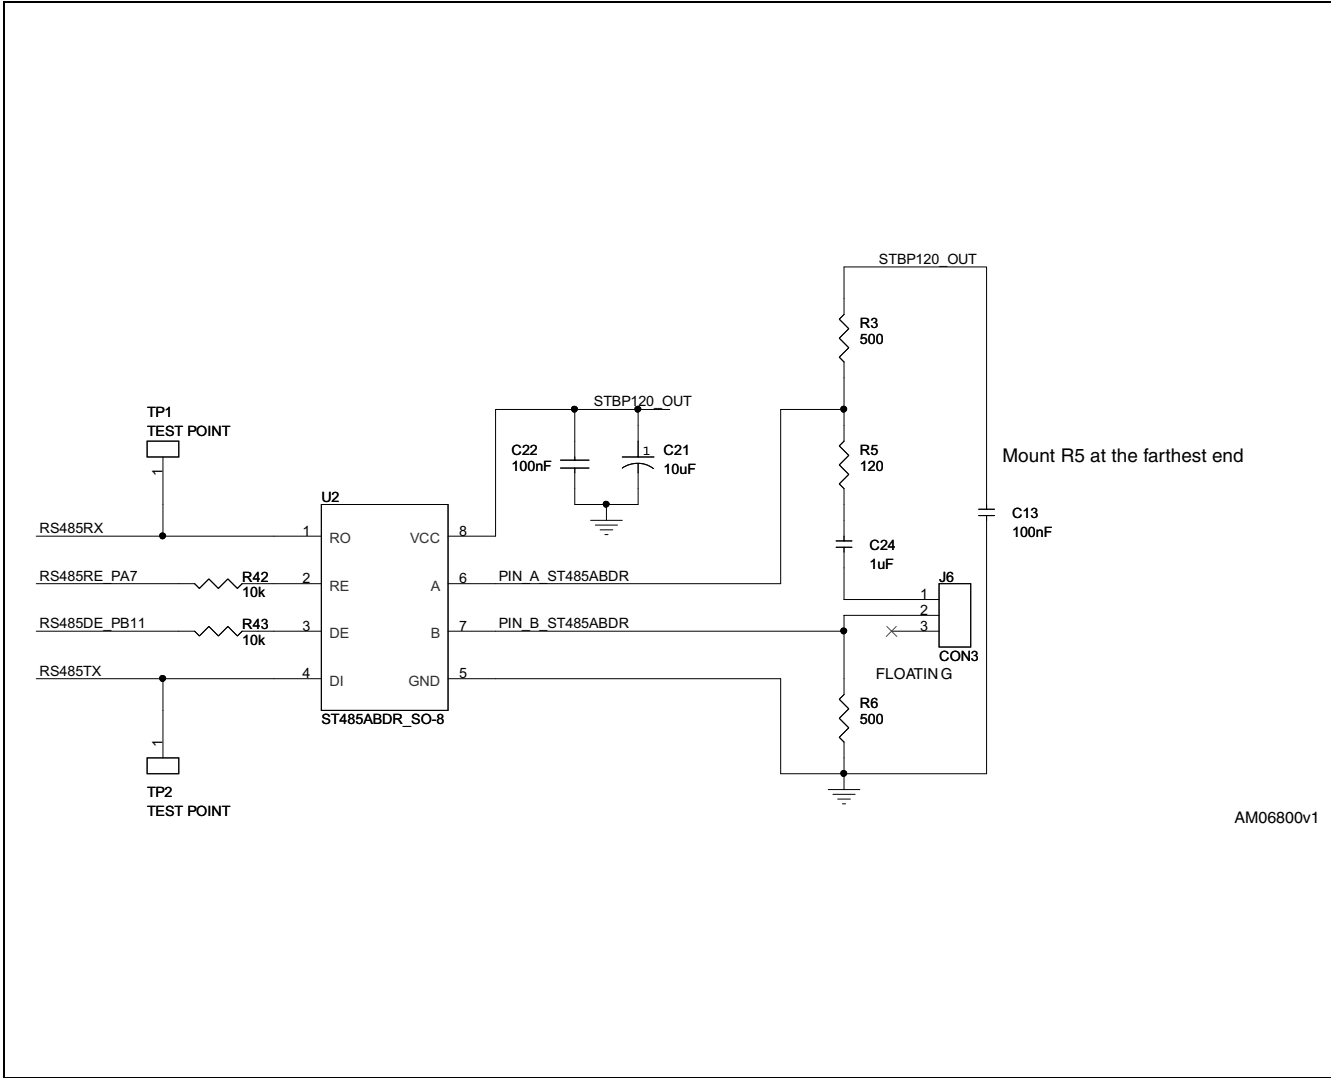 STBP120_OUT
R3
500
STBP120_OUT
TP1
TEST POINT
1
C22
100nF
1
C21
10uF
R5
120
Mount R5 at the farthest end
C13
100nF
U2
RS485RX
1
RO
VCC
8
C24
1uF
RS485RE_PA7
R42
10k
2
RE
A
6
PIN_A_ST485ABDR
J6
1
2
3
CON3
RS485DE_PB11
R43
10k
3
DE
B
7
PIN_B_ST485ABDR
FLOATING
RS485TX
4
DI
GND
5
ST485ABDR_SO-8
R6
500
1
TP2
TEST POINT
AM06800v1